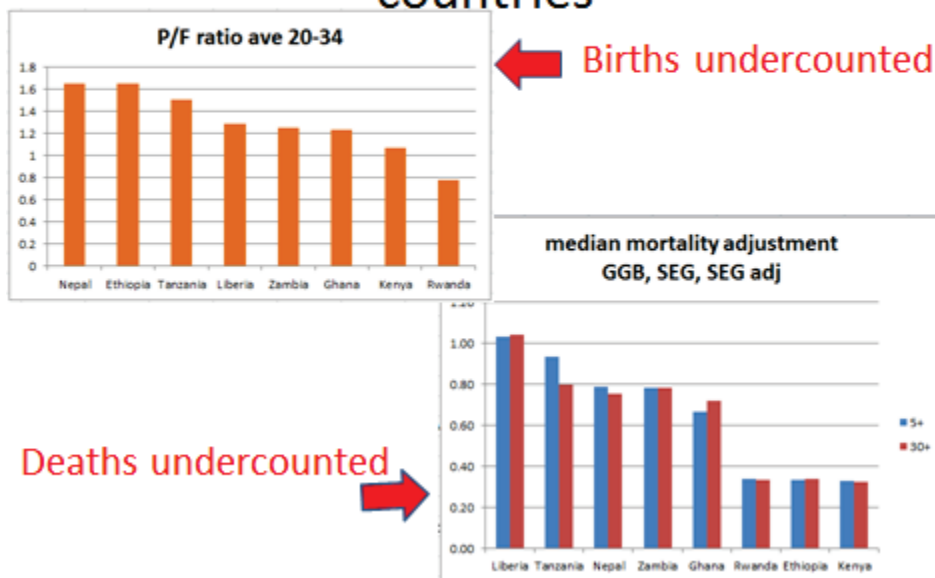 countries
P/F ratio ave 20-34
1.8
1.6
1.4
1.2
1
0.8
0.6
0.4
0.2
0
Nepal Ethiopia Tanzania Liberia Zambia Ghana Kenya Rwanda
Births undercounted
median mortality adjustment
GGB, SEG, SEG adj
1.20
1.00
0.80
0.60
0.40
0.20
0.00
Liberia Tanzania Nepal Zambia Ghana Rwanda Ethiopia Kenya
5+
30+
Deaths undercounted